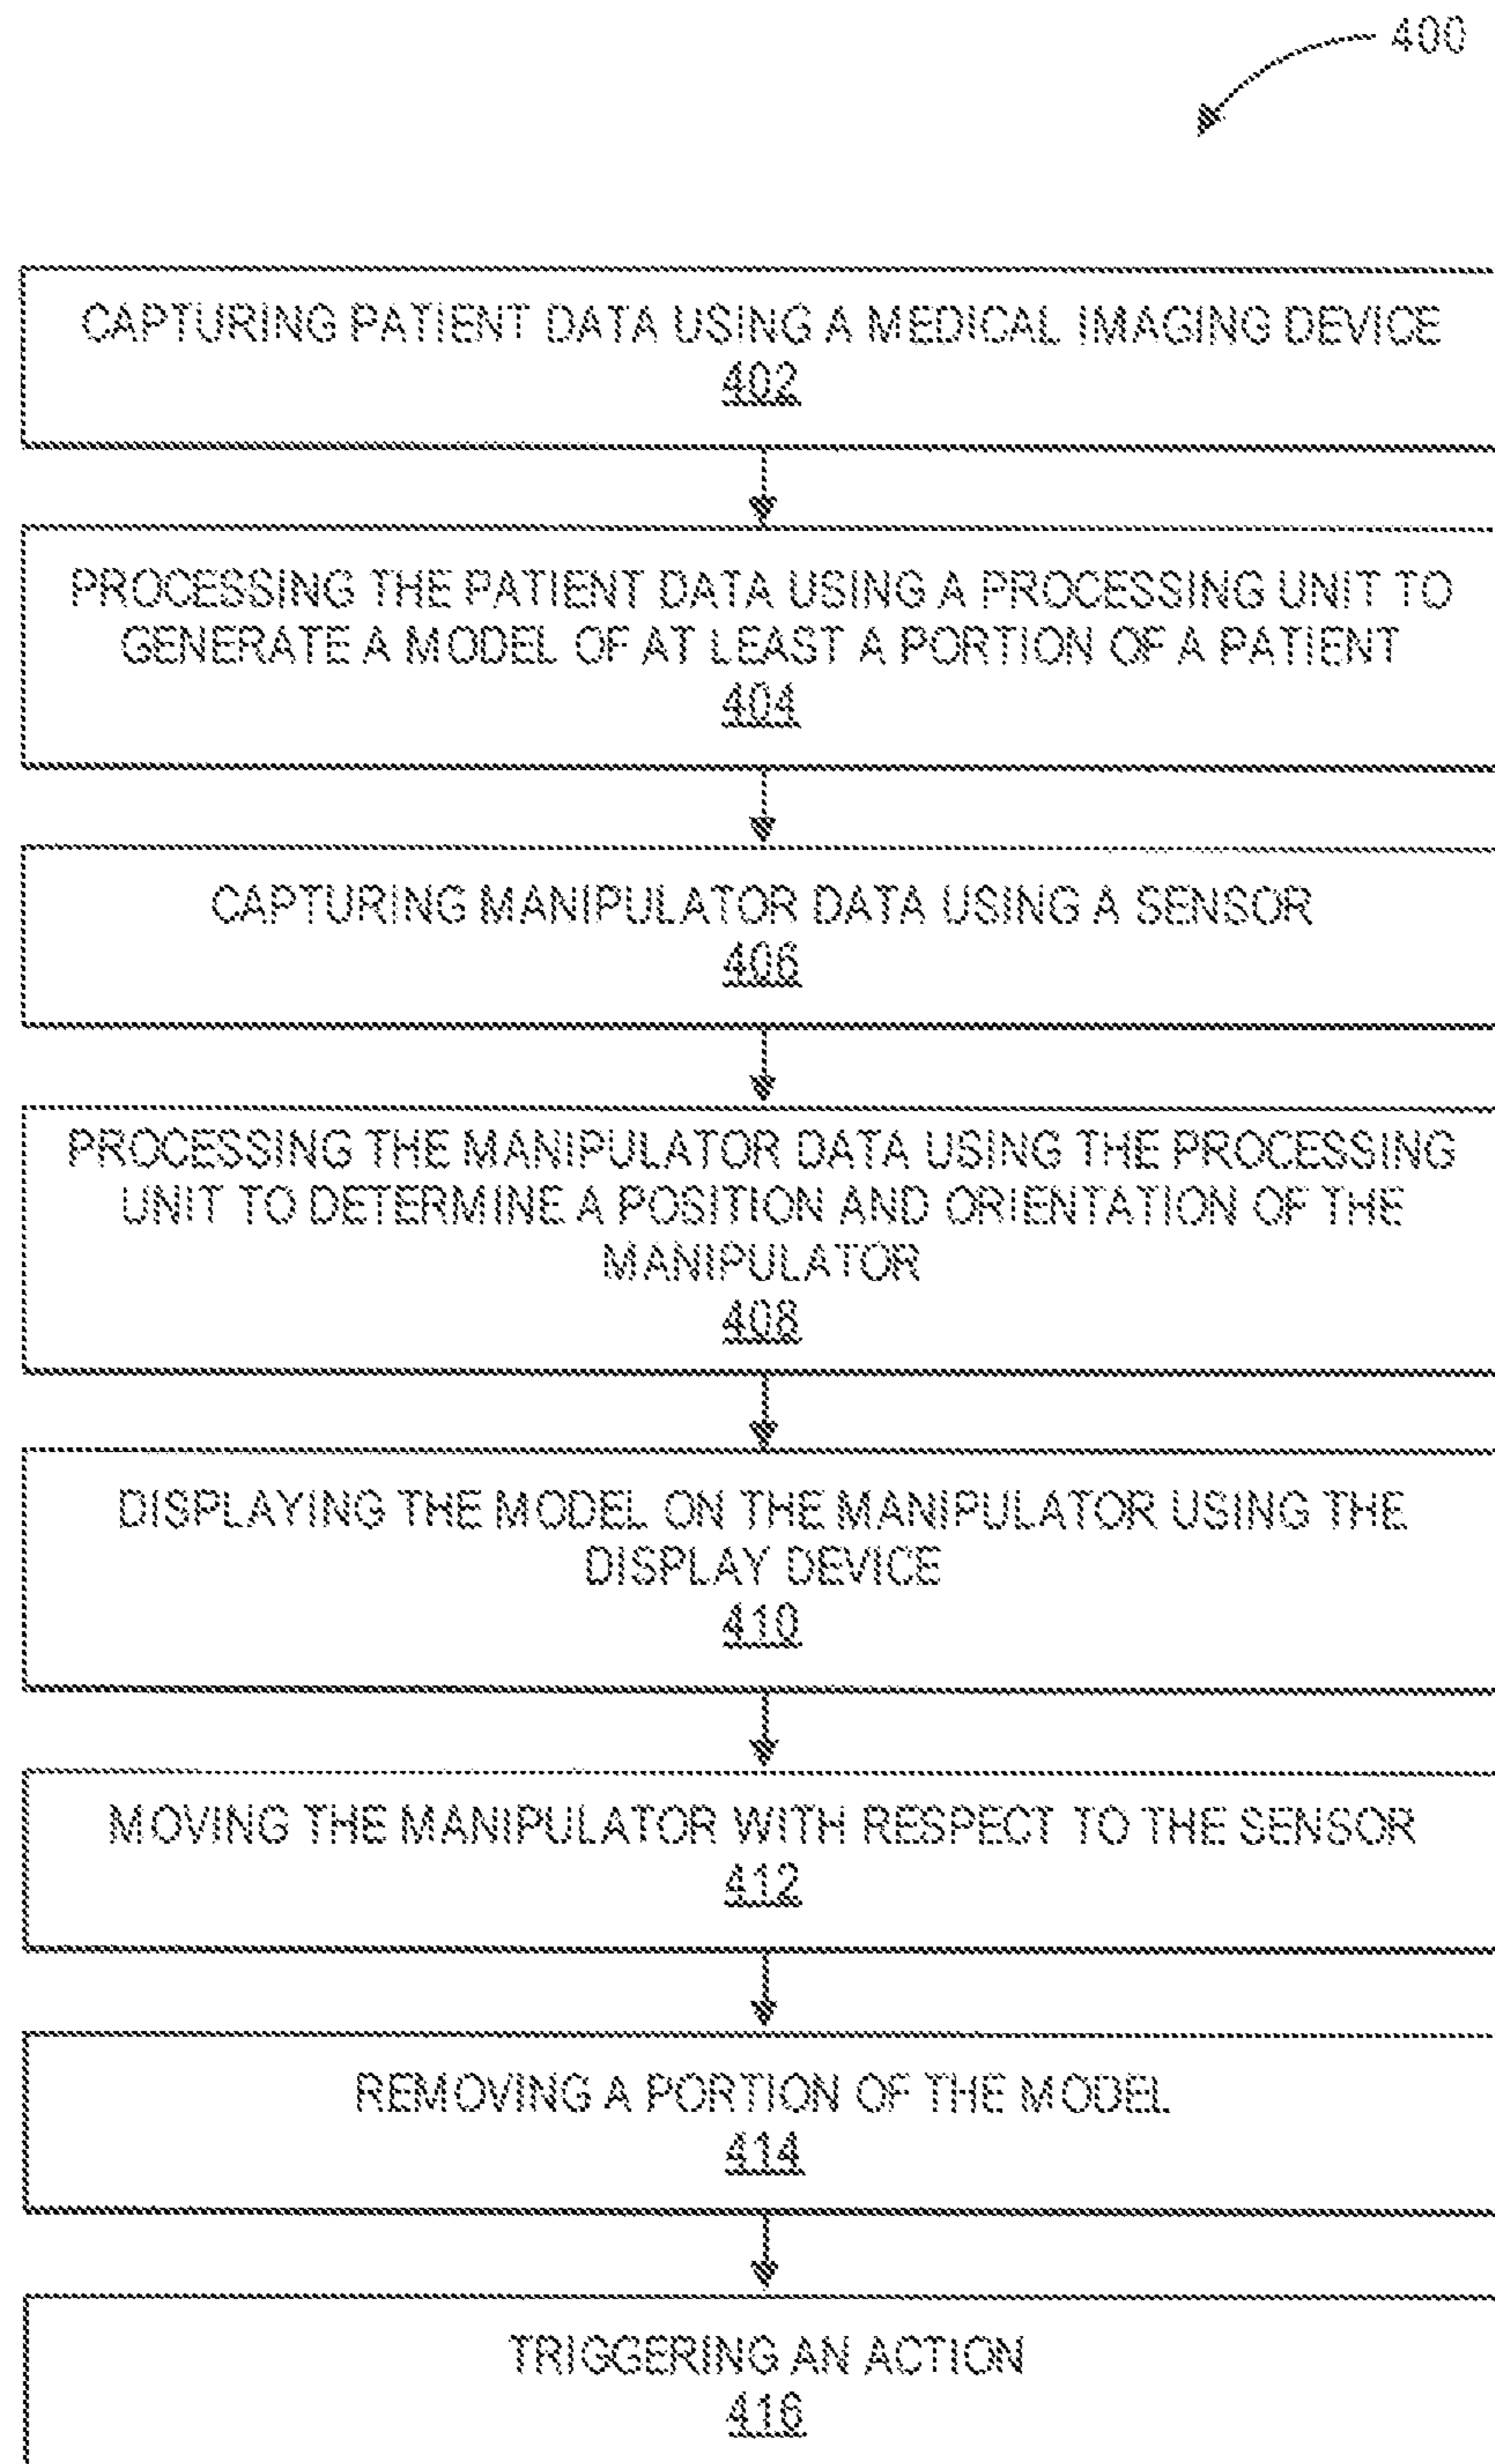 400
CAPTURING PATIENT DATA USING A MEDICAL IMAGING DEVICE
402
PROCESSING THE PATIENT DATA USING A PROCESSING UNIT TO
GENERATE A MODEL OF AT LEAST A PORTION OF A PATIENT
404
CAPTURING MANIPULATOR DATA USING A SENSOR
406
PROCESSING THE MANIPULATOR DATA USING THE PROCESSING
UNIT TO DETERMINE A POSITION AND ORIENTATION OF THE
MANIPULATOR
408
DISPLAYING THE MODEL ON THE MANIPULATOR USING THE
DISPLAY DEVICE
410
MOVING THE MANIPULATOR WITH RESPECT TO THE SENSOR
412
REMOVING A PORTION OF THE MODEL
414
TRIGGERING AN ACTION
416